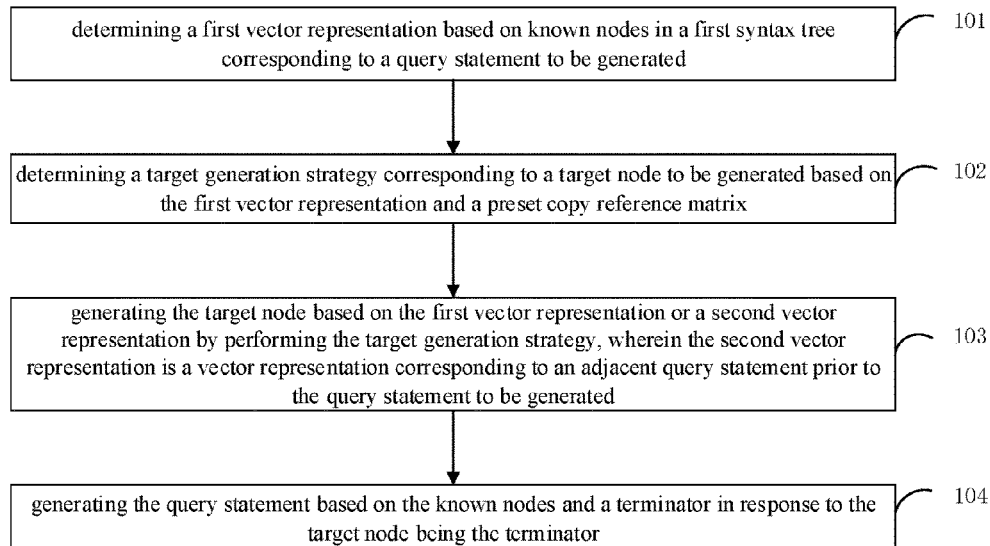 determining a first vector representation based on known nodes in a first syntax tree
corresponding to a query statement to be generated
101
determining a target generation strategy corresponding to a target node to be generated based on
the first vector representation and a preset copy reference matrix
102
generating the target node based on the first vector representation or a second vector
representation by performing the target generation strategy, wherein the second vector
representation is a vector representation corresponding to an adjacent query statement prior to
the query statement to be generated
103
generating the query statement based on the known nodes and a terminator in response to the
target node being the terminator
104